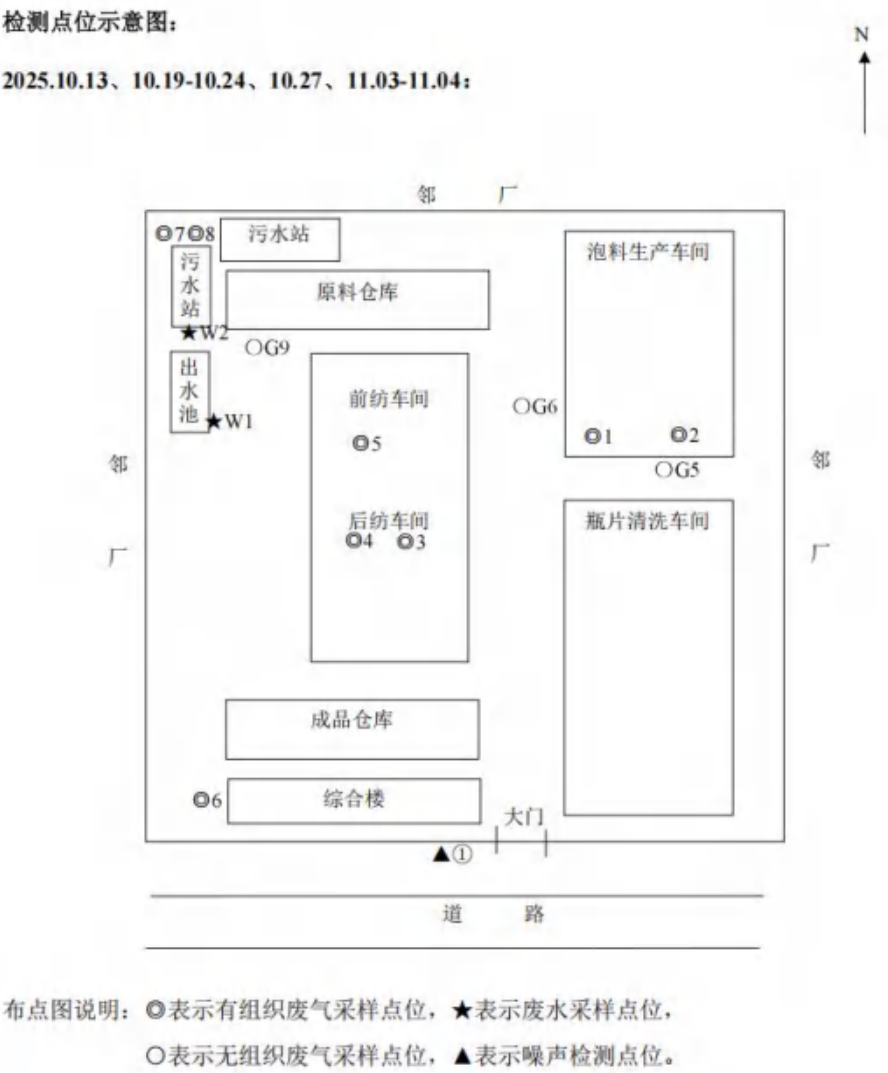 检测点位示意图：
N
2025.10.13、10.19-10.24、10.27、11.03-11.04：
邻 厂
◎7◎8
污水站
泡料生产车间
污水站
原料仓库
★W2
○G9
出水池
前纺车间
○G6
★W1
◎1
◎2
◎5
邻厂
邻厂
○G5
后纺车间
瓶片清洗车间
◎4
◎3
成品仓库
◎6
综合楼
大门
▲①
道 路
布点图说明：◎表示有组织废气采样点位，★表示废水采样点位，
○表示无组织废气采样点位，▲表示噪声检测点位。